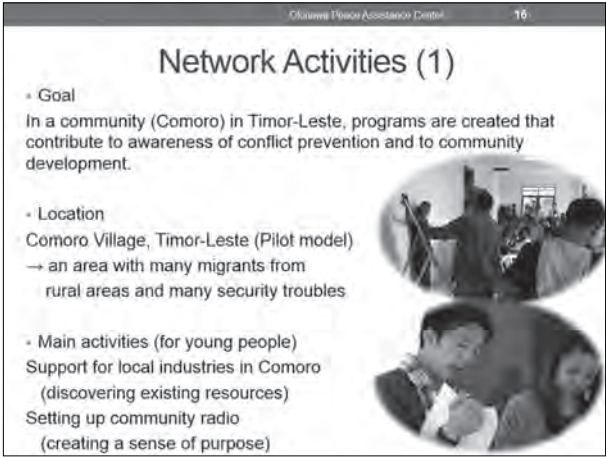 Okinawa Peace Assistance Center
16
Network Activities (1)
• Goal
In a community (Comoro) in Timor-Leste, programs are created that
contribute to awareness of conflict prevention and to community
development.
• Location
Comoro Village, Timor-Leste (Pilot model)
→ an area with many migrants from
rural areas and many security troubles
• Main activities (for young people)
Support for local industries in Comoro
(discovering existing resources)
Setting up community radio
(creating a sense of purpose)